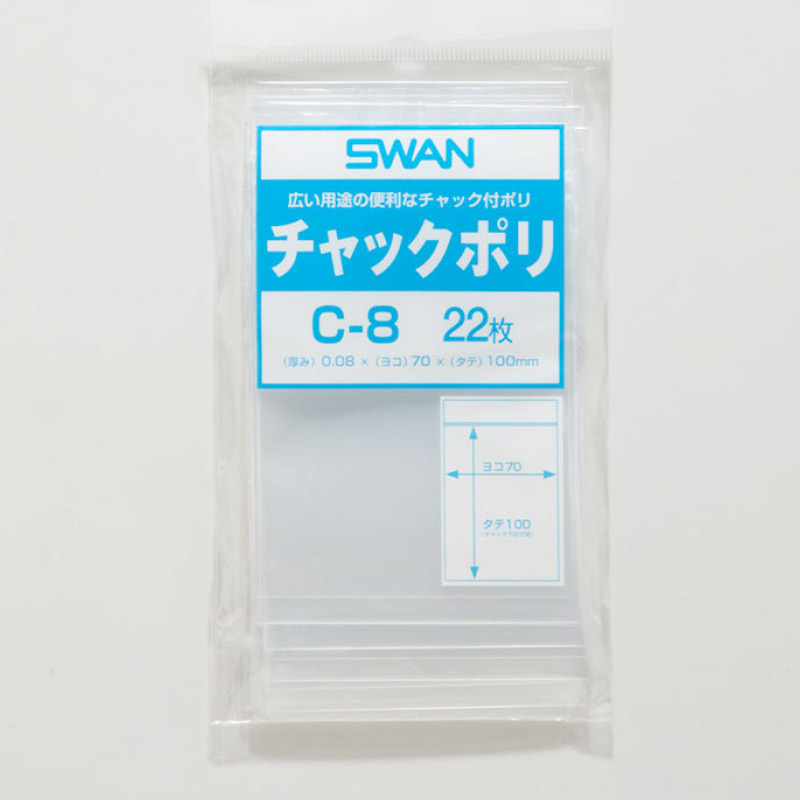 SWAN
広い用途の便利なチャック付ポリ
チャックポリ
C-8 22枚
(厚み) 0.08 × (ヨコ) 70 × (タテ) 100mm
ヨコ70
タテ100